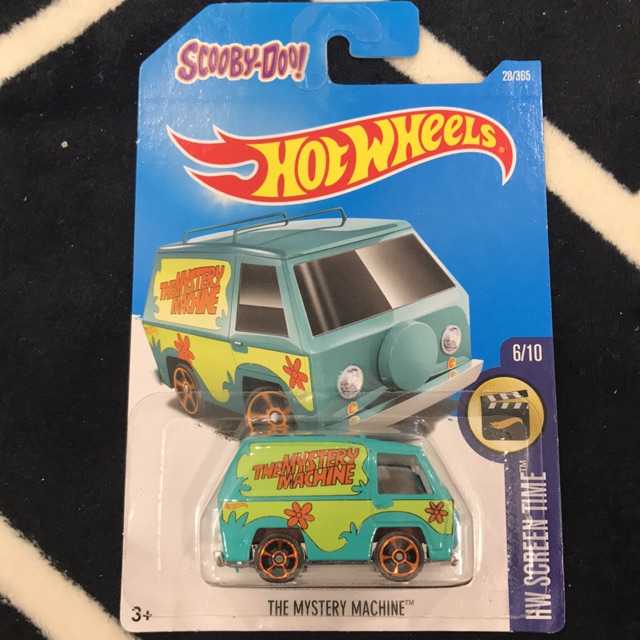 SCOOBY-DOO!
28/365
HOT WHEELS
THE MYSTERY
MACHINE
6/10
THE MYSTERY
MACHINE
HW SCREEN TIME™
3+
THE MYSTERY MACHINE™